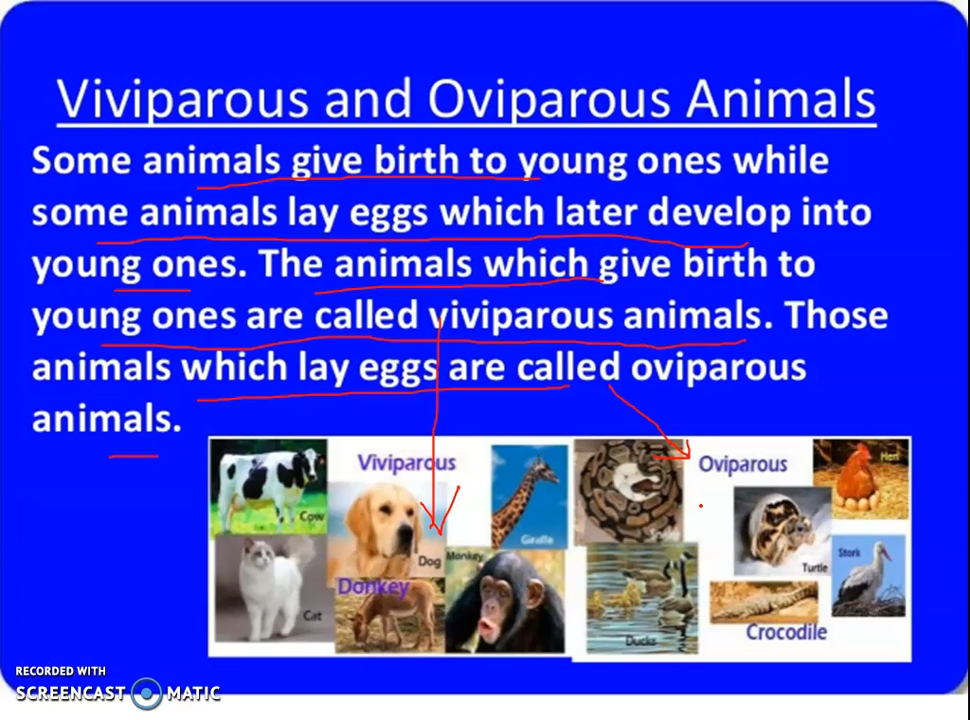 Viviparous and Oviparous Animals
Some animals give birth to young ones while
some animals lay eggs which later develop into
young ones. The animals which give birth to
young ones are called viviparous animals. Those
animals which lay eggs are called oviparous
animals.
Viviparous
Cow
Dog
Giraffe
Cat
Donkey
Monkey
Oviparous
Hen
Turtle
Stork
Ducks
Crocodile
RECORDED WITH
SCREENCAST MATIC